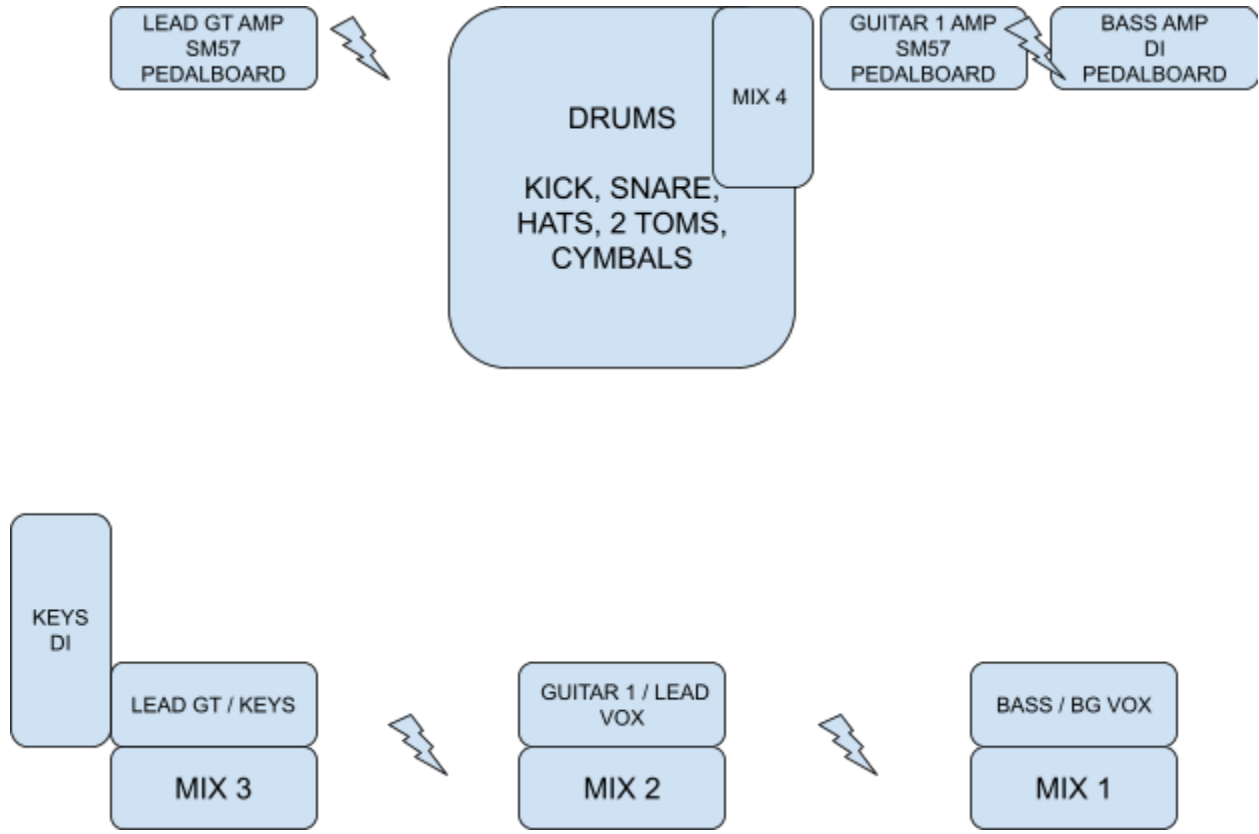 LEAD GT AMP
SM57
PEDALBOARD
DRUMS
KICK, SNARE,
HATS, 2 TOMS,
CYMBALS
MIX 4
GUITAR 1 AMP
SM57
PEDALBOARD
BASS AMP
DI
PEDALBOARD
KEYS
DI
LEAD GT / KEYS
MIX 3
GUITAR 1 / LEAD
VOX
MIX 2
BASS / BG VOX
MIX 1